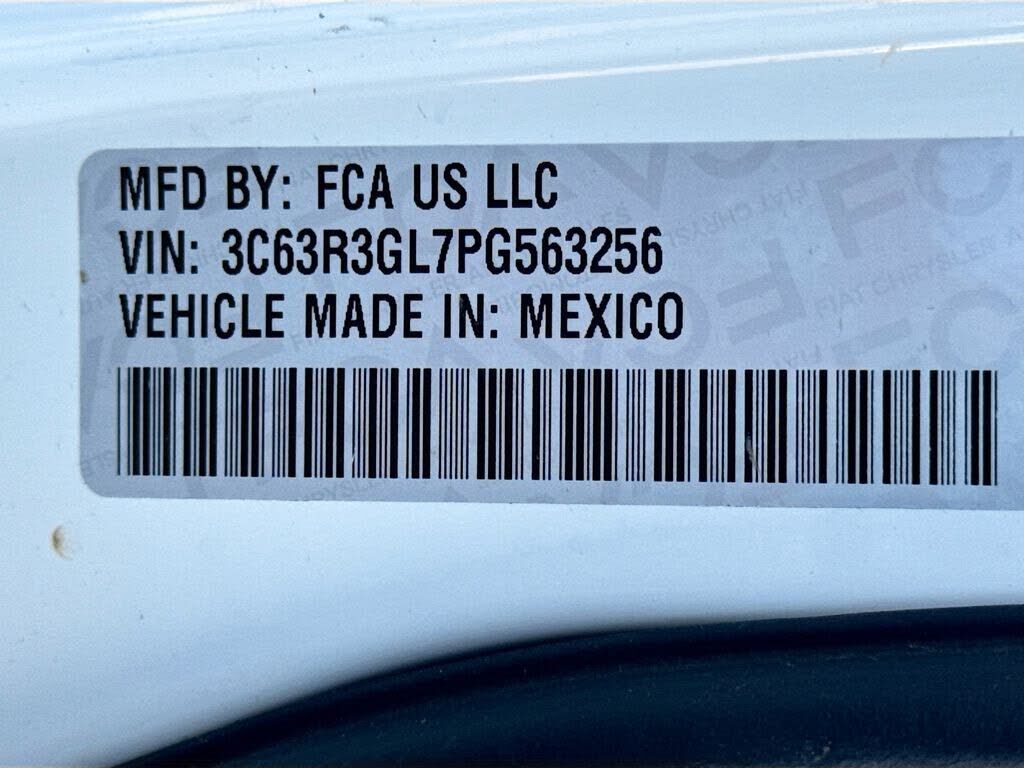 MFD BY: FCA US LLC
VIN: 3C63R3GL7PG563256
VEHICLE MADE IN: MEXICO